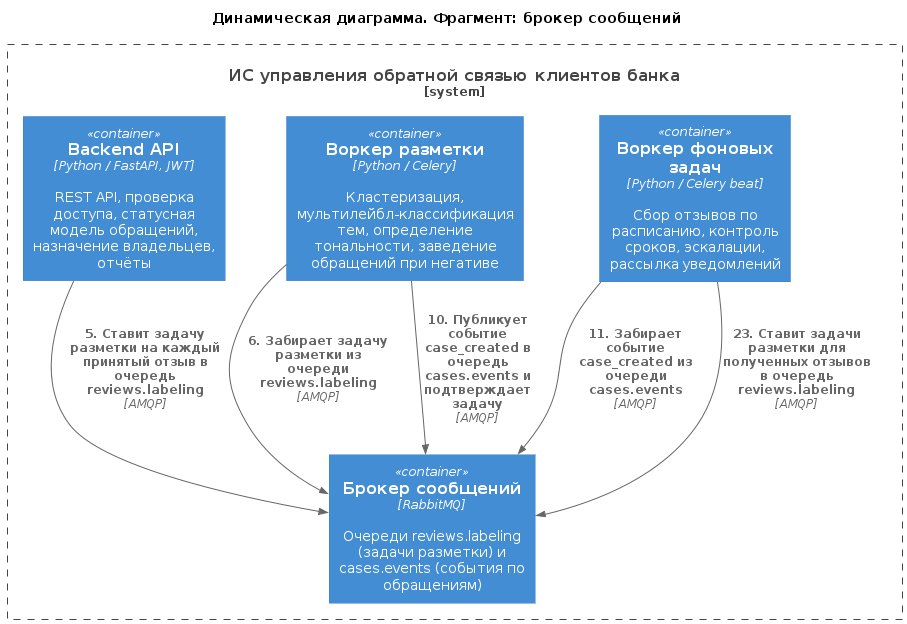 Динамическая диаграмма. Фрагмент: брокер сообщений
ИС управления обратной связью клиентов банка
[system]
«container»
Backend API
[Python / FastAPI, JWT]
REST API, проверка
доступа, статусная
модель обращений,
назначение владельцев,
отчёты
«container»
Воркер разметки
[Python / Celery]
Кластеризация,
мультилейбл-классификация
тем, определение
тональности, заведение
обращений при негативе
«container»
Воркер фоновых
задач
[Python / Celery beat]
Сбор отзывов по
расписанию, контроль
сроков, эскалации,
рассылка уведомлений
5. Ставит задачу
разметки на каждый
принятый отзыв в
очередь
reviews.labeling
[AMQP]
6. Забирает задачу
разметки из
очереди
reviews.labeling
[AMQP]
10. Публикует
событие
case_created в
очередь
cases.events и
подтверждает
задачу
[AMQP]
11. Забирает
событие
case_created из
очереди
cases.events
[AMQP]
23. Ставит задачи
разметки для
полученных отзывов
в очередь
reviews.labeling
[AMQP]
«container»
Брокер сообщений
[RabbitMQ]
Очереди reviews.labeling
(задачи разметки) и
cases.events (события по
обращениям)